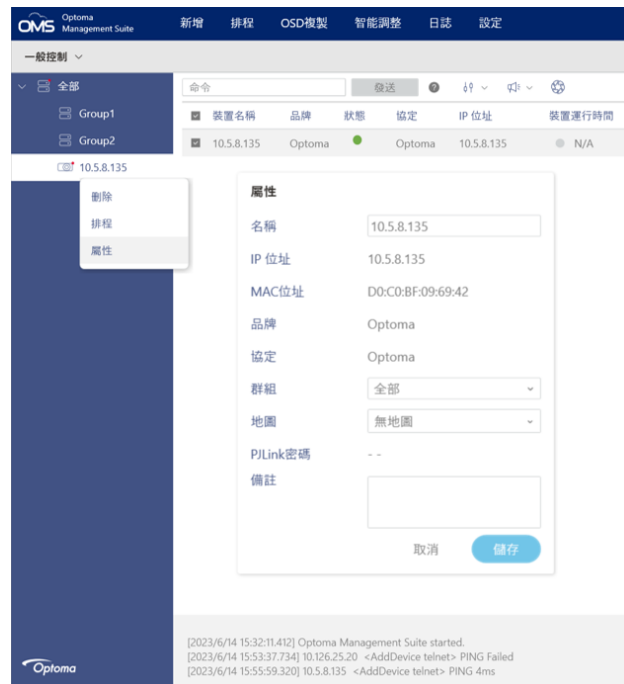 OMS Optoma Management Suite 新增 排程 OSD複製 智能調整 日誌 設定
一般控制
全部
Group1
Group2
10.5.8.135
刪除
排程
屬性
命令 發送
裝置名稱 品牌 狀態 協定 IP 位址 裝置運行時間
10.5.8.135 Optoma Optoma 10.5.8.135 N/A
屬性
名稱 10.5.8.135
IP 位址 10.5.8.135
MAC位址 D0:C0:BF:09:69:42
品牌 Optoma
協定 Optoma
群組 全部
地圖 無地圖
PJLink密碼 - -
備註
取消 儲存
[2023/6/14 15:32:11.412] Optoma Management Suite started.
[2023/6/14 15:53:37.734] 10.126.25.20 <AddDevice telnet> PING Failed
[2023/6/14 15:55:59.320] 10.5.8.135 <AddDevice telnet> PING 4ms
Optoma